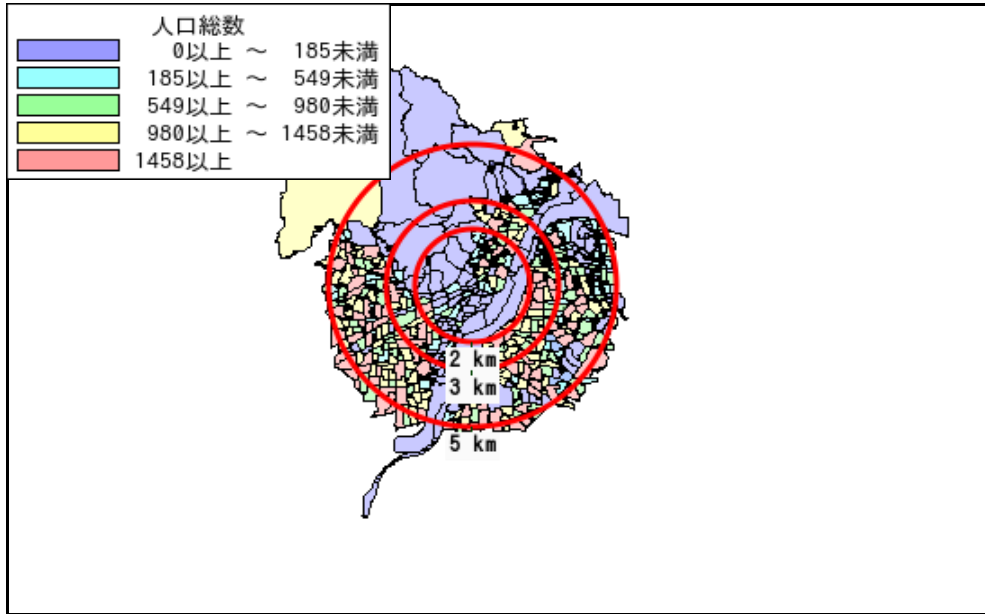 人口総数
0以上 ～ 185未満
185以上 ～ 549未満
549以上 ～ 980未満
980以上 ～ 1458未満
1458以上
2 km
3 km
5 km